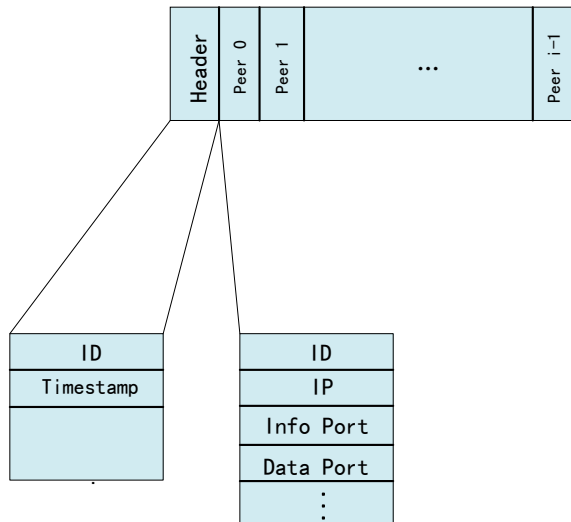 Header
Peer 0
Peer 1
...
Peer i-1
ID
Timestamp
ID
IP
Info Port
Data Port
⋮